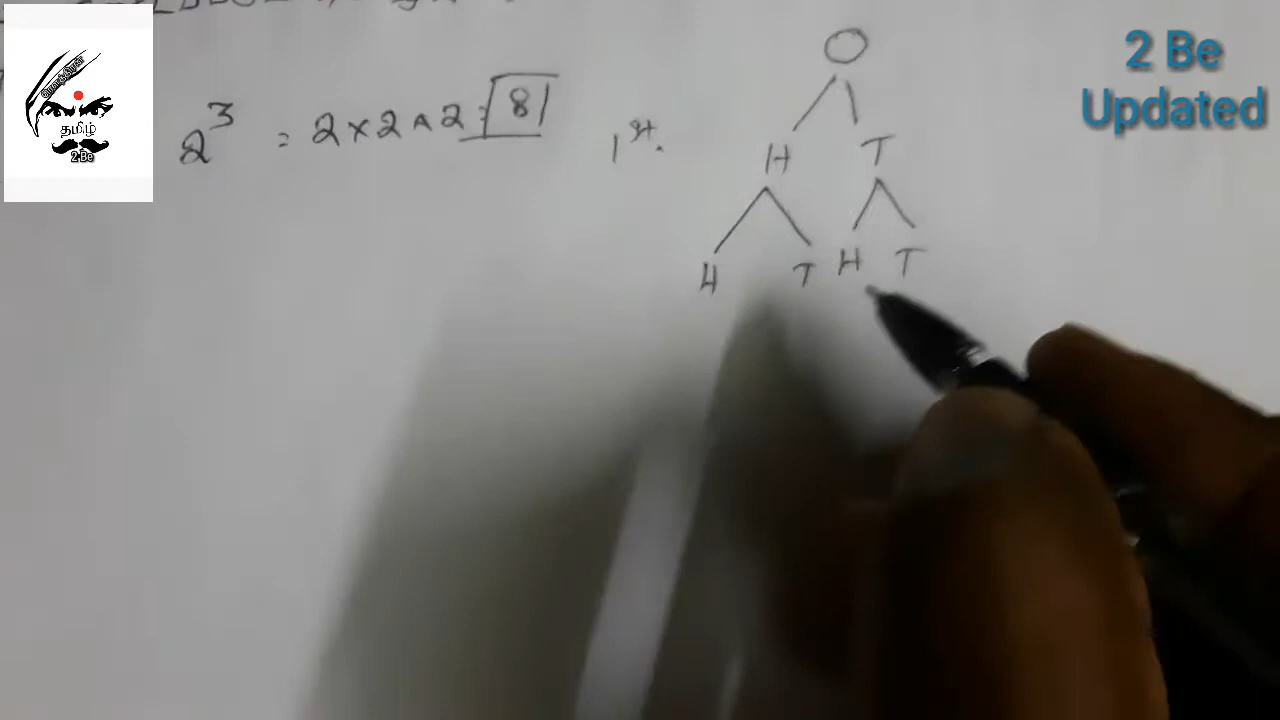 2³ = 2 × 2 × 2 = 8
1st.
O
H T
H T H T
2 Be
Updated
தமிழ்
2 Be